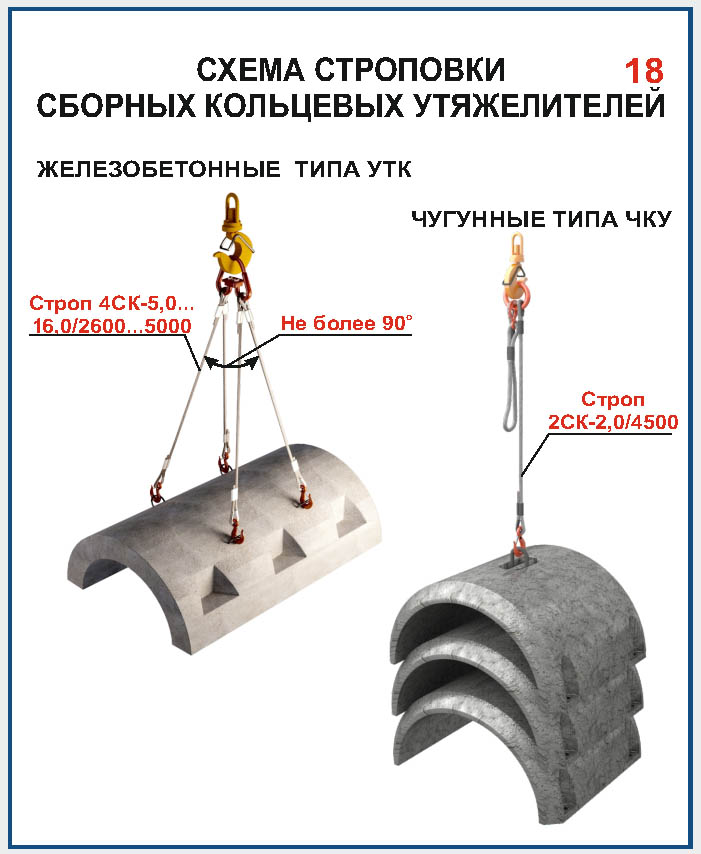 СХЕМА СТРОПОВКИ 18
СБОРНЫХ КОЛЬЦЕВЫХ УТЯЖЕЛИТЕЛЕЙ
ЖЕЛЕЗОБЕТОННЫЕ ТИПА УТК
ЧУГУННЫЕ ТИПА ЧКУ
Строп 4СК-5,0...
16,0/2600...5000
Не более 90°
Строп
2СК-2,0/4500